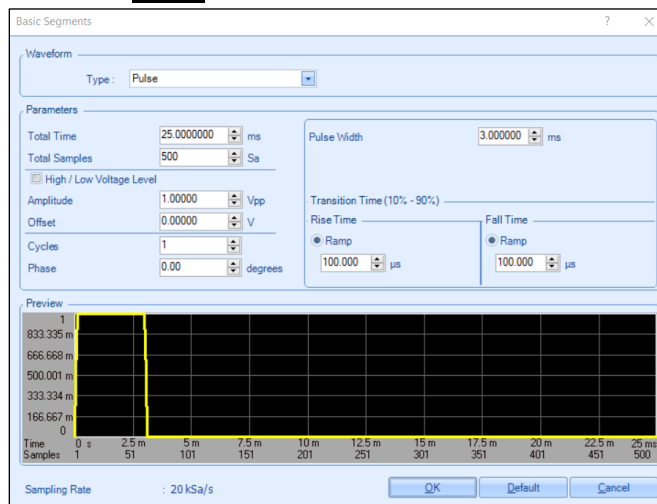 Basic Segments ? ×
Waveform
Type : Pulse
Parameters
Total Time 25.0000000 ms
Total Samples 500 Sa
High / Low Voltage Level
Amplitude 1.00000 Vpp
Offset 0.00000 V
Cycles 1
Phase 0.00 degrees
Pulse Width 3.000000 ms
Transition Time (10% - 90%)
Rise Time Fall Time
Ramp Ramp
100.000 µs 100.000 µs
Preview
1
833.335 m
666.668 m
500.001 m
333.334 m
166.667 m
0
Time 0 s 2.5 m 5 m 7.5 m 10 m 12.5 m 15 m 17.5 m 20 m 22.5 m 25 ms
Samples 1 51 101 151 201 251 301 351 401 451 500
Sampling Rate : 20 kSa/s OK Default Cancel